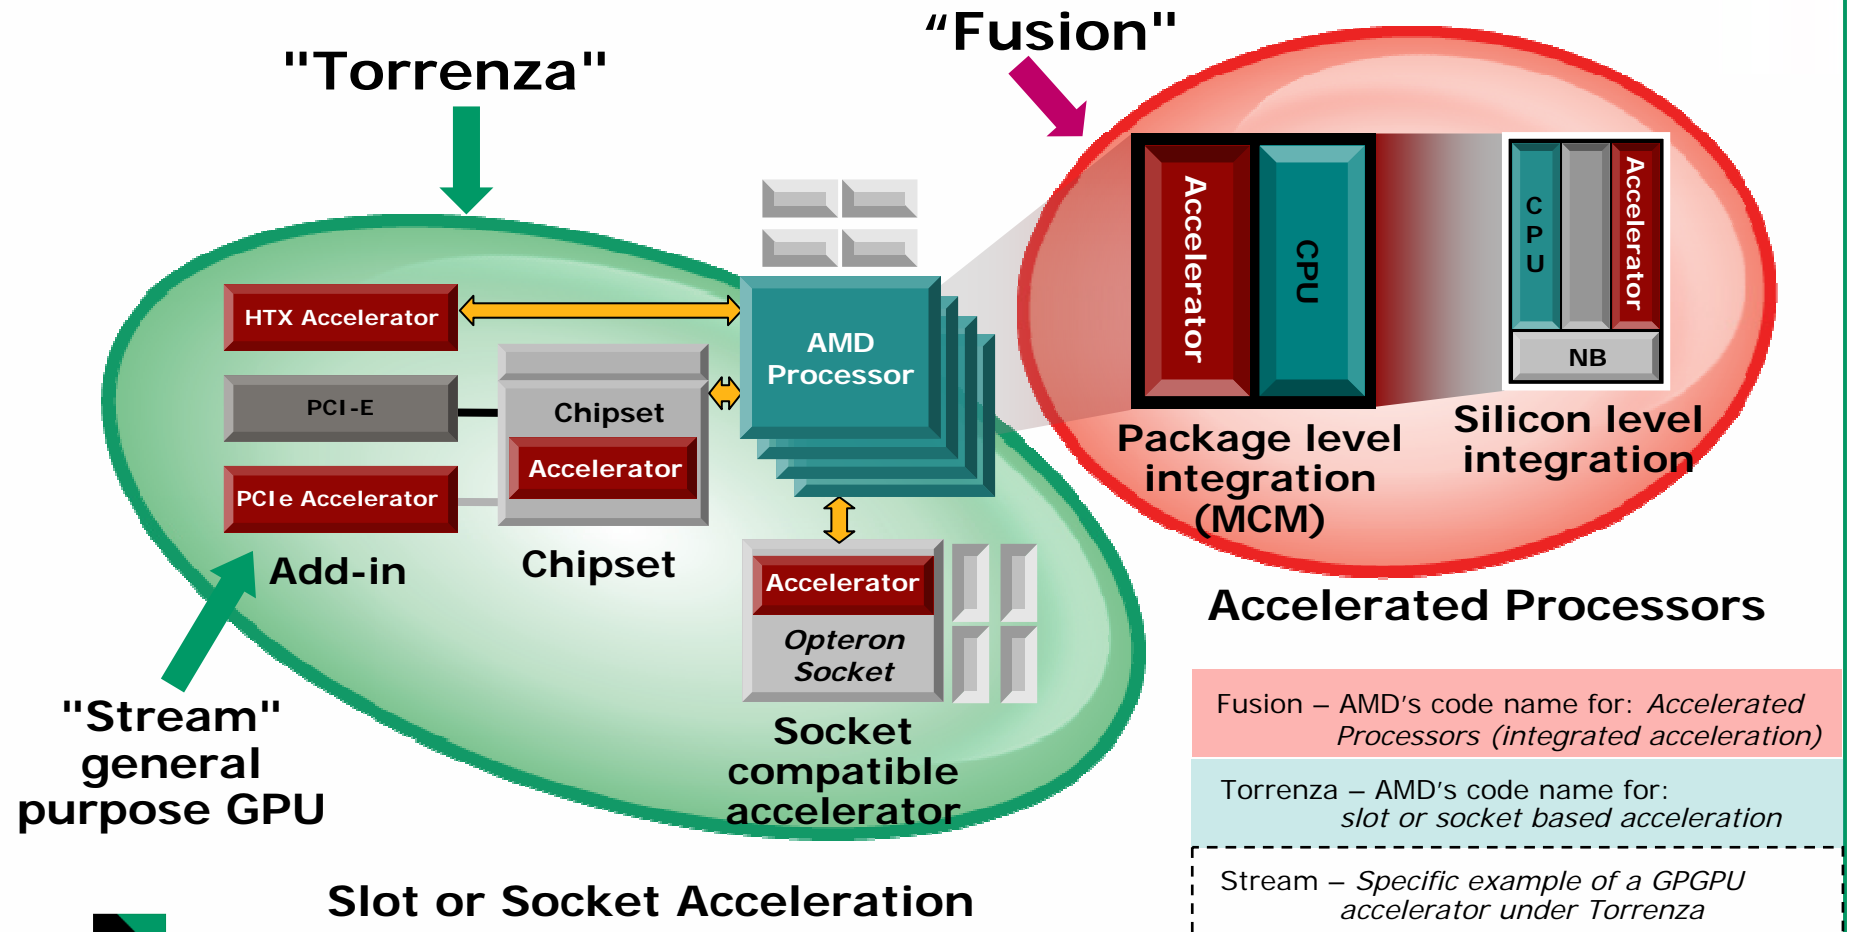 "Torrenza"
“Fusion"
HTX Accelerator
PCI-E
PCIe Accelerator
Add-in
Chipset
Accelerator
Chipset
AMD
Processor
Accelerator
Opteron
Socket
Socket
compatible
accelerator
"Stream"
general
purpose GPU
Slot or Socket Acceleration
Accelerator
CPU
Package level
integration
(MCM)
C
P
U
Accelerator
NB
Silicon level
integration
Accelerated Processors
Fusion – AMD’s code name for: Accelerated
Processors (integrated acceleration)
Torrenza – AMD’s code name for:
slot or socket based acceleration
Stream – Specific example of a GPGPU
accelerator under Torrenza